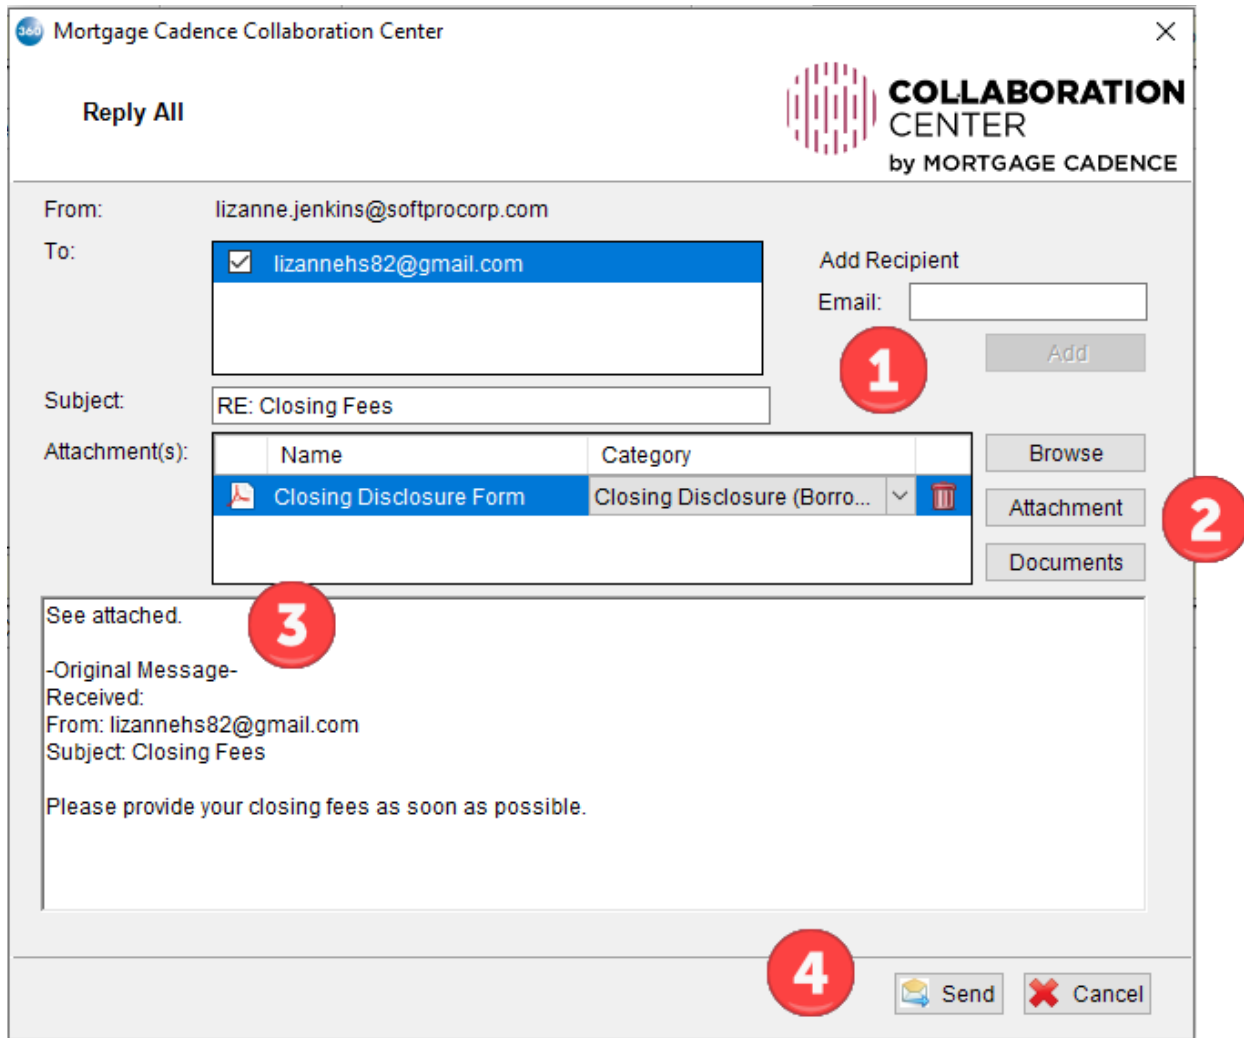 360 Mortgage Cadence Collaboration Center
Reply All
COLLABORATION
CENTER
by MORTGAGE CADENCE
From: lizanne.jenkins@softprocorp.com
To: lizannehs82@gmail.com
Add Recipient
Email:
1
Add
Subject: RE: Closing Fees
Attachment(s): Name Category
Browse
Closing Disclosure Form Closing Disclosure (Borro...
Attachment
2
Documents
3
See attached.
-Original Message-
Received:
From: lizannehs82@gmail.com
Subject: Closing Fees
Please provide your closing fees as soon as possible.
4
Send Cancel